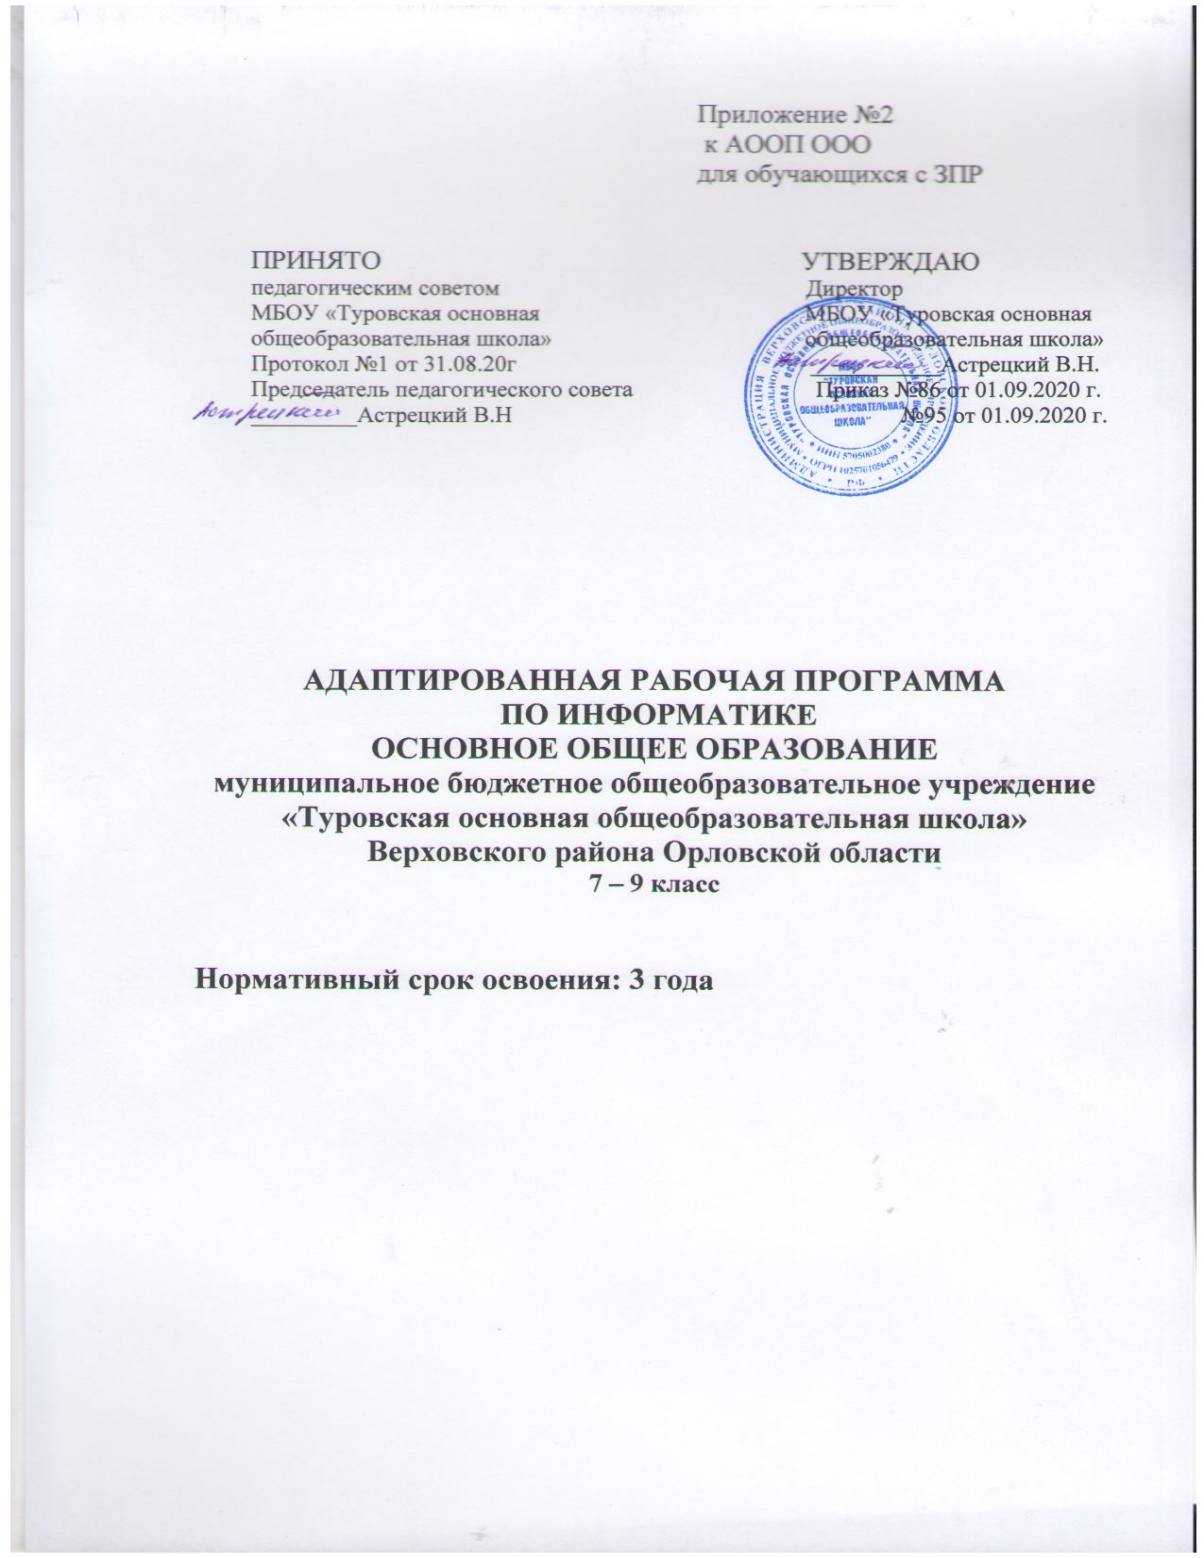 Приложение №2
к АООП ООО
для обучающихся с ЗПР
ПРИНЯТО
педагогическим советом
МБОУ «Туровская основная
общеобразовательная школа»
Протокол №1 от 31.08.20г
Председатель педагогического совета
Астрецкий В.Н
УТВЕРЖДАЮ
Директор
МБОУ «Туровская основная
общеобразовательная школа»
Астрецкий В.Н.
Приказ №86 от 01.09.2020 г.
№95 от 01.09.2020 г.
"ТУРОВСКАЯ
ОБЩЕОБРАЗОВАТЕЛЬНАЯ
ШКОЛА"
АДАПТИРОВАННАЯ РАБОЧАЯ ПРОГРАММА
ПО ИНФОРМАТИКЕ
ОСНОВНОЕ ОБЩЕЕ ОБРАЗОВАНИЕ
муниципальное бюджетное общеобразовательное учреждение
«Туровская основная общеобразовательная школа»
Верховского района Орловской области
7 – 9 класс
Нормативный срок освоения: 3 года